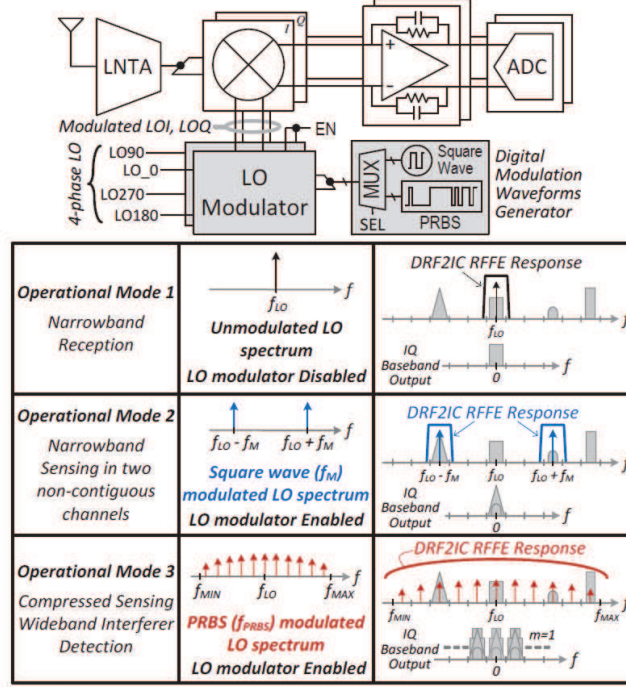 LNTA
I
Q
+
−
ADC
Modulated LOI, LOQ
EN
4-phase LO
LO90
LO_0
LO270
LO180
LO
Modulator
MUX
SEL
Square
Wave
PRBS
Digital
Modulation
Waveforms
Generator
Operational Mode 1
Narrowband
Reception
f
fLO
Unmodulated LO
spectrum
LO modulator Disabled
DRF2IC RFFE Response
f
fLO
IQ
Baseband
Output
f
0
Operational Mode 2
Narrowband
Sensing in two
non-contiguous
channels
f
fLO - fM
fLO + fM
Square wave (fM)
modulated LO spectrum
LO modulator Enabled
DRF2IC RFFE Response
f
fLO - fM
fLO
fLO + fM
IQ
Baseband
Output
f
0
Operational Mode 3
Compressed Sensing
Wideband Interferer
Detection
f
fMIN
fLO
fMAX
PRBS (fPRBS) modulated
LO spectrum
LO modulator Enabled
DRF2IC RFFE Response
f
fMIN
fLO
fMAX
IQ
Baseband
Output
m=1
f
0